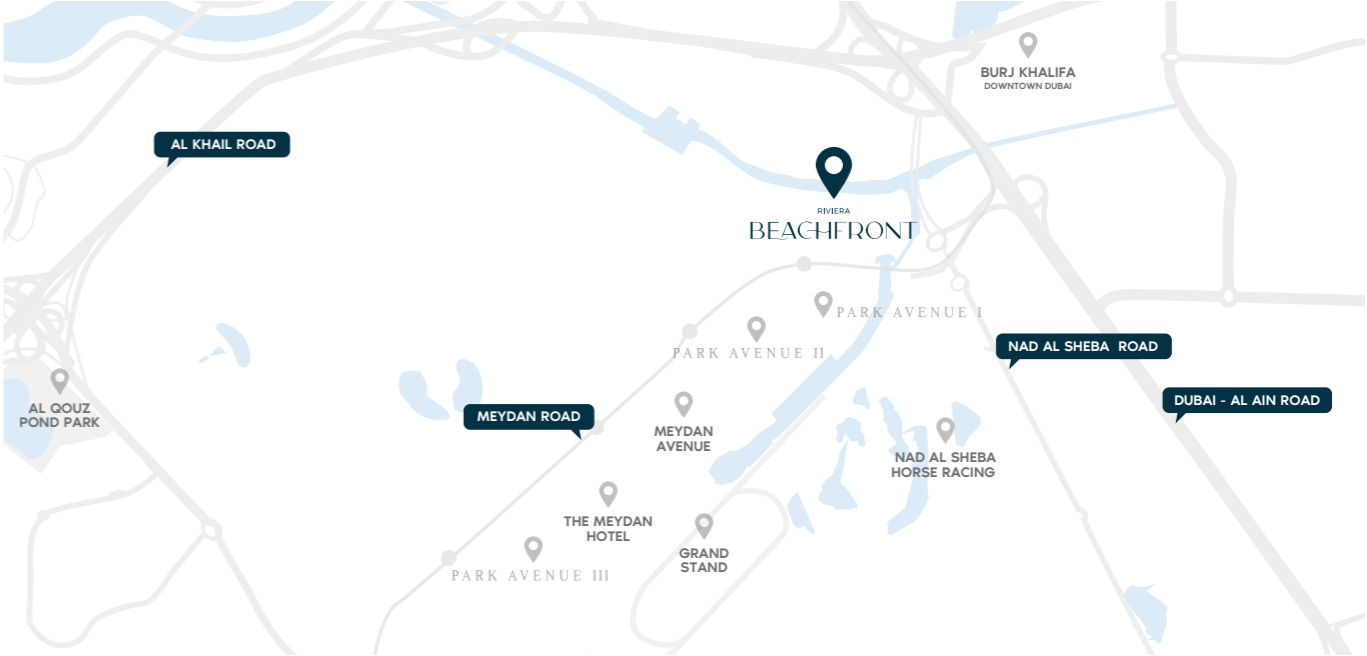 BURJ KHALIFA
DOWNTOWN DUBAI
AL KHAIL ROAD
RIVIERA
BEACHFRONT
PARK AVENUE I
NAD AL SHEBA ROAD
PARK AVENUE II
AL QOUZ
POND PARK
DUBAI - AL AIN ROAD
MEYDAN ROAD
MEYDAN
AVENUE
NAD AL SHEBA
HORSE RACING
THE MEYDAN
HOTEL
GRAND
STAND
PARK AVENUE III